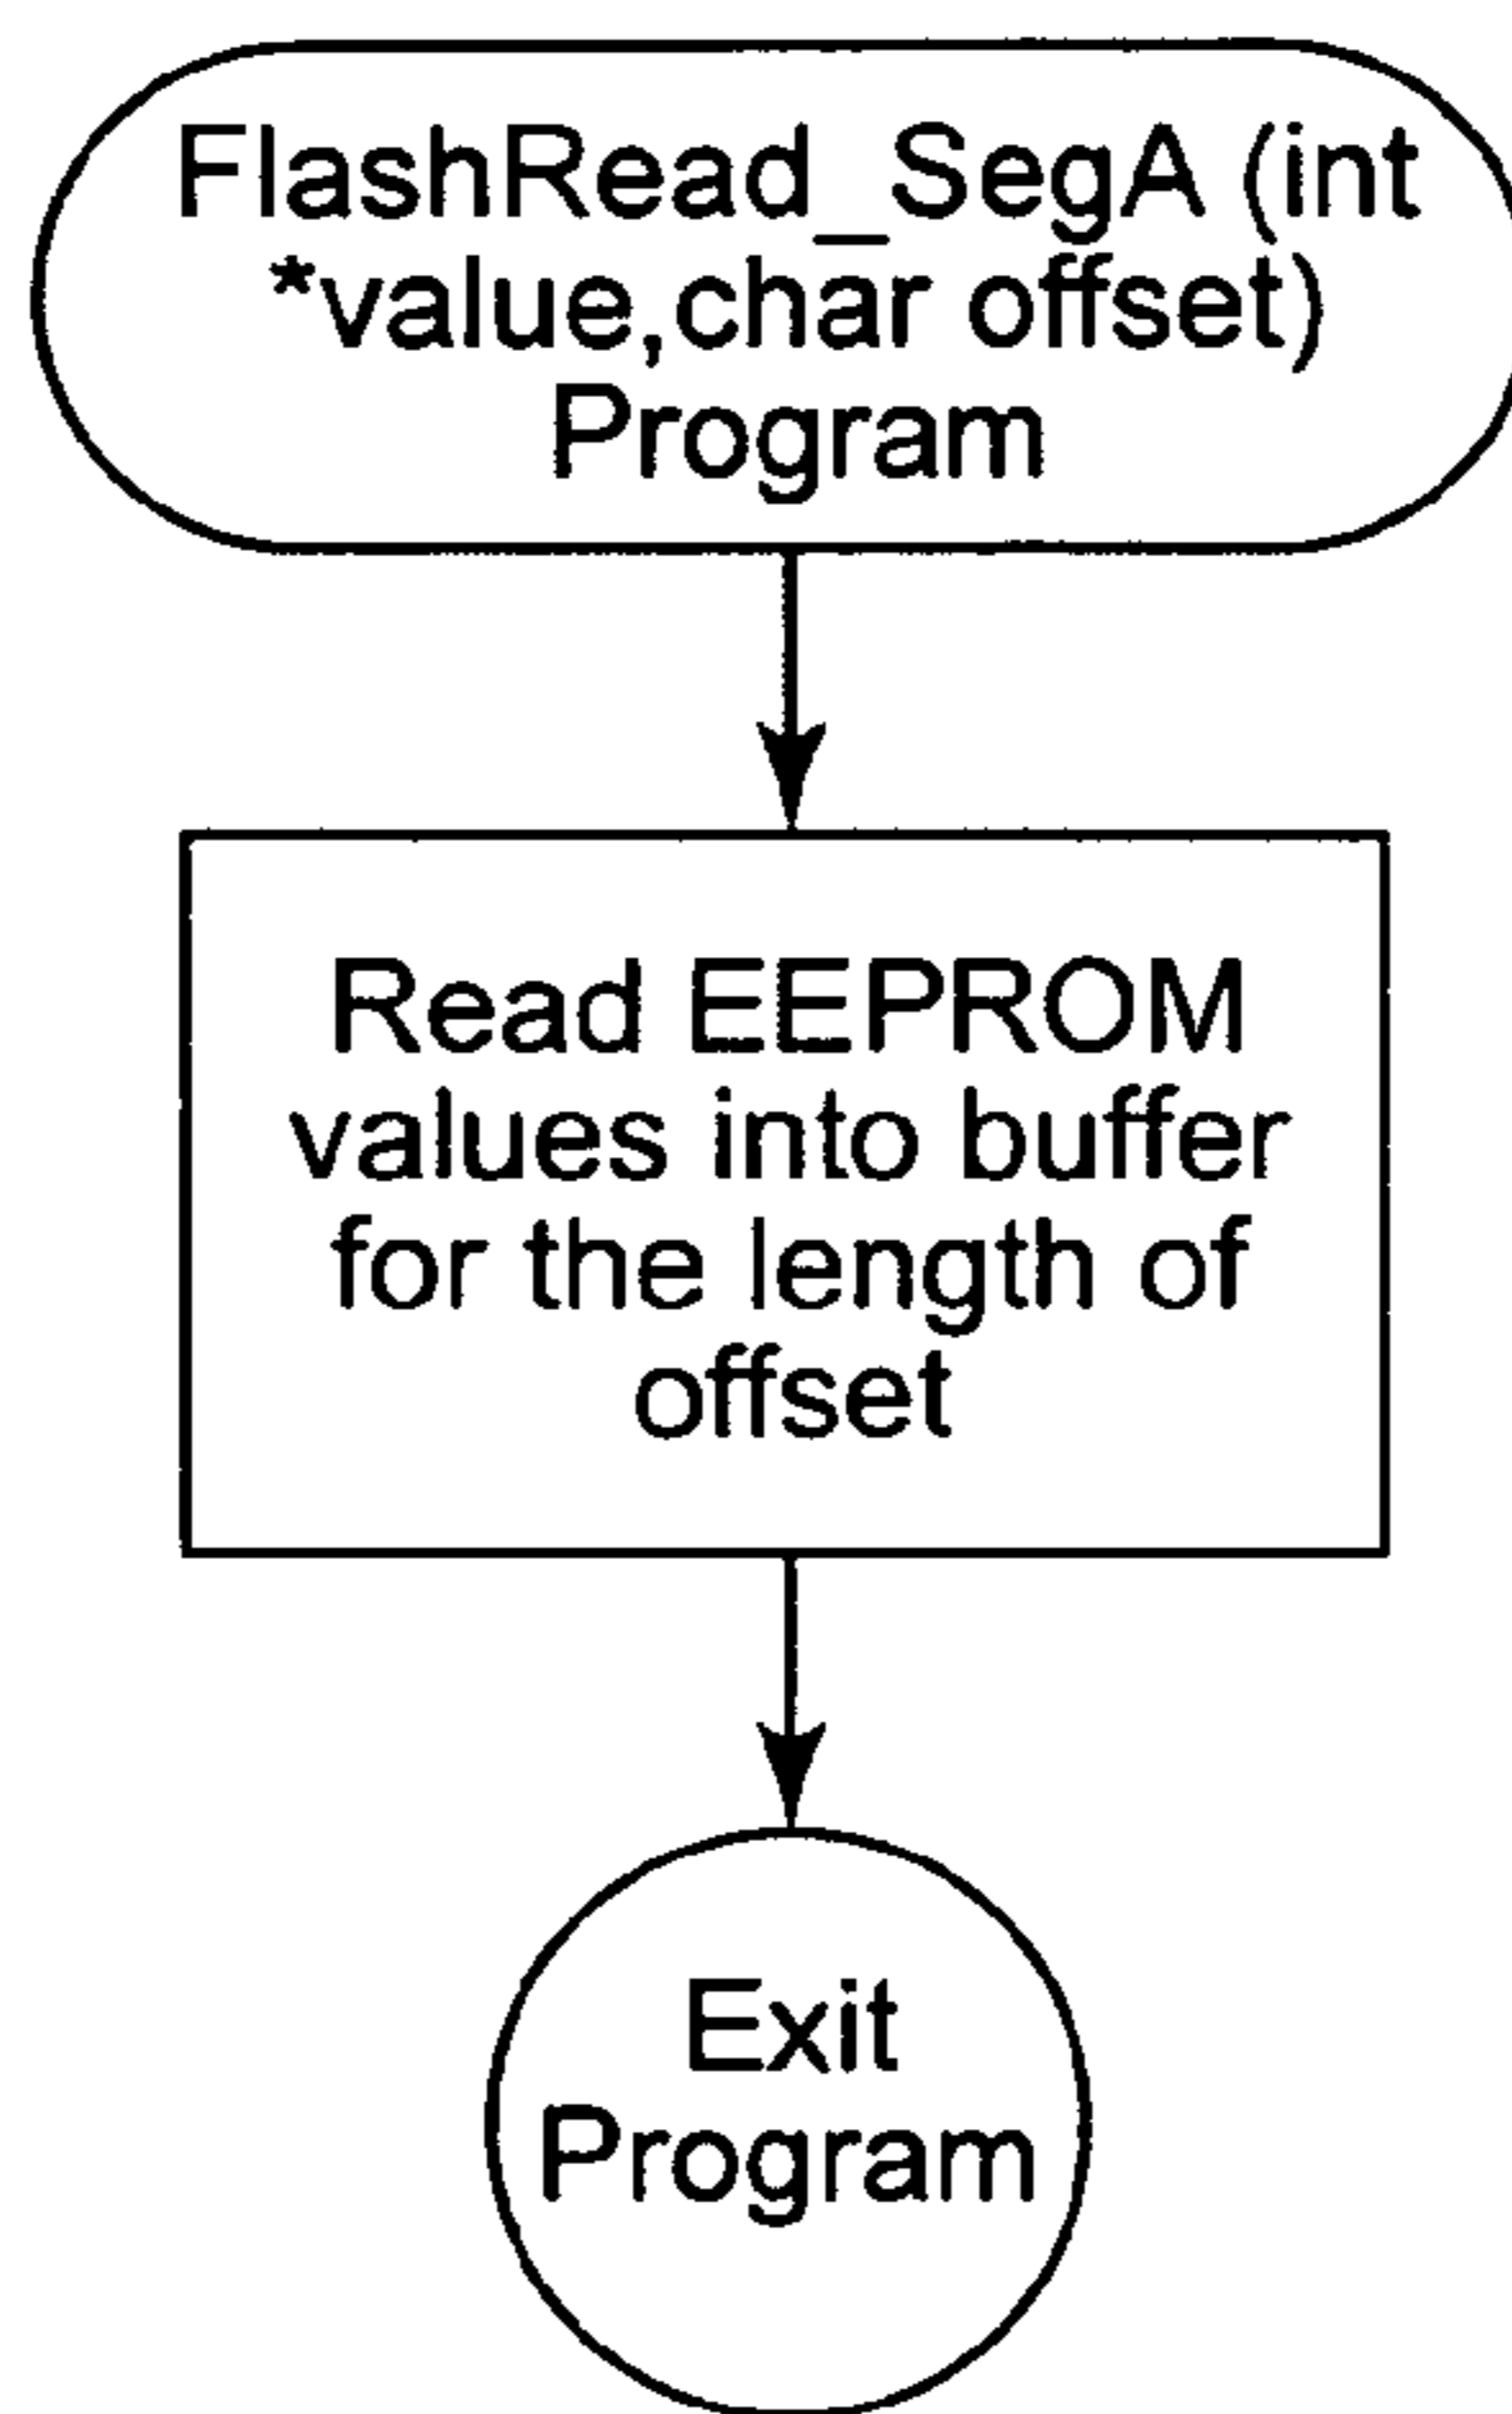 FlashRead_SegA (int
*value,char offset)
Program
Read EEPROM
values into buffer
for the length of
offset
Exit
Program